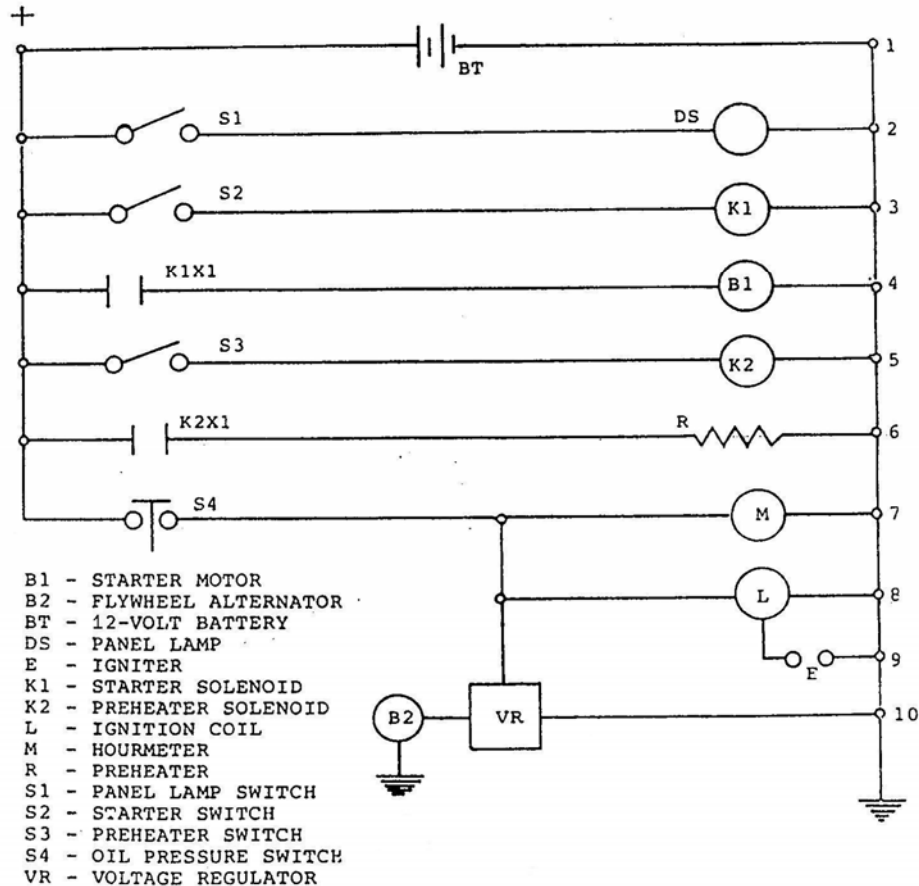 +
BT
1
S1
DS
2
S2
K1
3
K1X1
B1
4
S3
K2
5
K2X1
R
6
S4
M
7
L
8
E
9
B2
VR
10
B1 - STARTER MOTOR
B2 - FLYWHEEL ALTERNATOR
BT - 12-VOLT BATTERY
DS - PANEL LAMP
E - IGNITER
K1 - STARTER SOLENOID
K2 - PREHEATER SOLENOID
L - IGNITION COIL
M - HOURMETER
R - PREHEATER
S1 - PANEL LAMP SWITCH
S2 - STARTER SWITCH
S3 - PREHEATER SWITCH
S4 - OIL PRESSURE SWITCH
VR - VOLTAGE REGULATOR